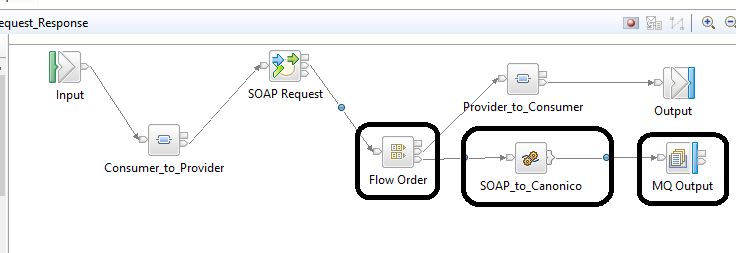 equest_Response
Input
SOAP Request
Provider_to_Consumer
Output
Consumer_to_Provider
Flow Order
SOAP_to_Canonico
MQ Output